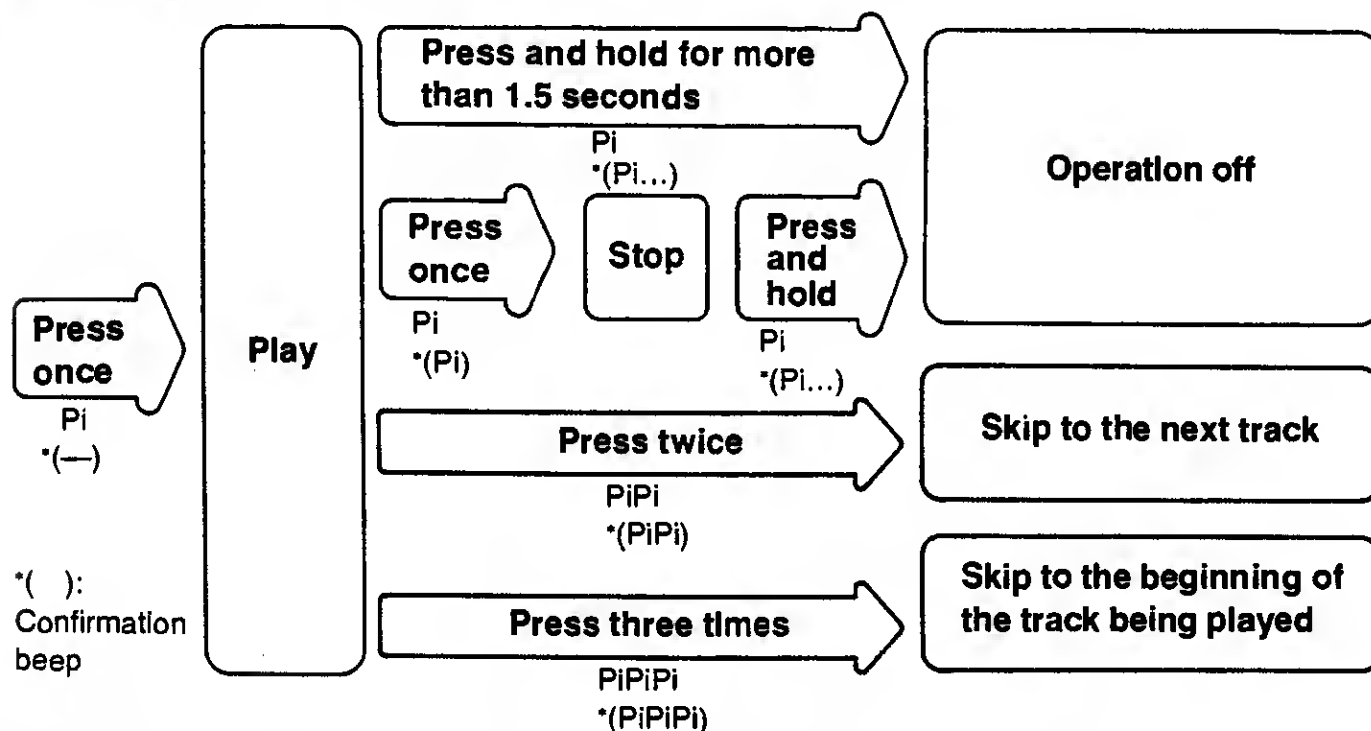 Press and hold for more
than 1.5 seconds
Pi
*(Pi...)
Operation off
Press
once
Pi
*(Pi)
Stop
Press
and
hold
Pi
*(Pi...)
Press
once
Pi
*(—)
Play
Press twice
PiPi
*(PiPi)
Skip to the next track
Press three times
PiPiPi
*(PiPiPi)
Skip to the beginning of
the track being played
*( ):
Confirmation
beep